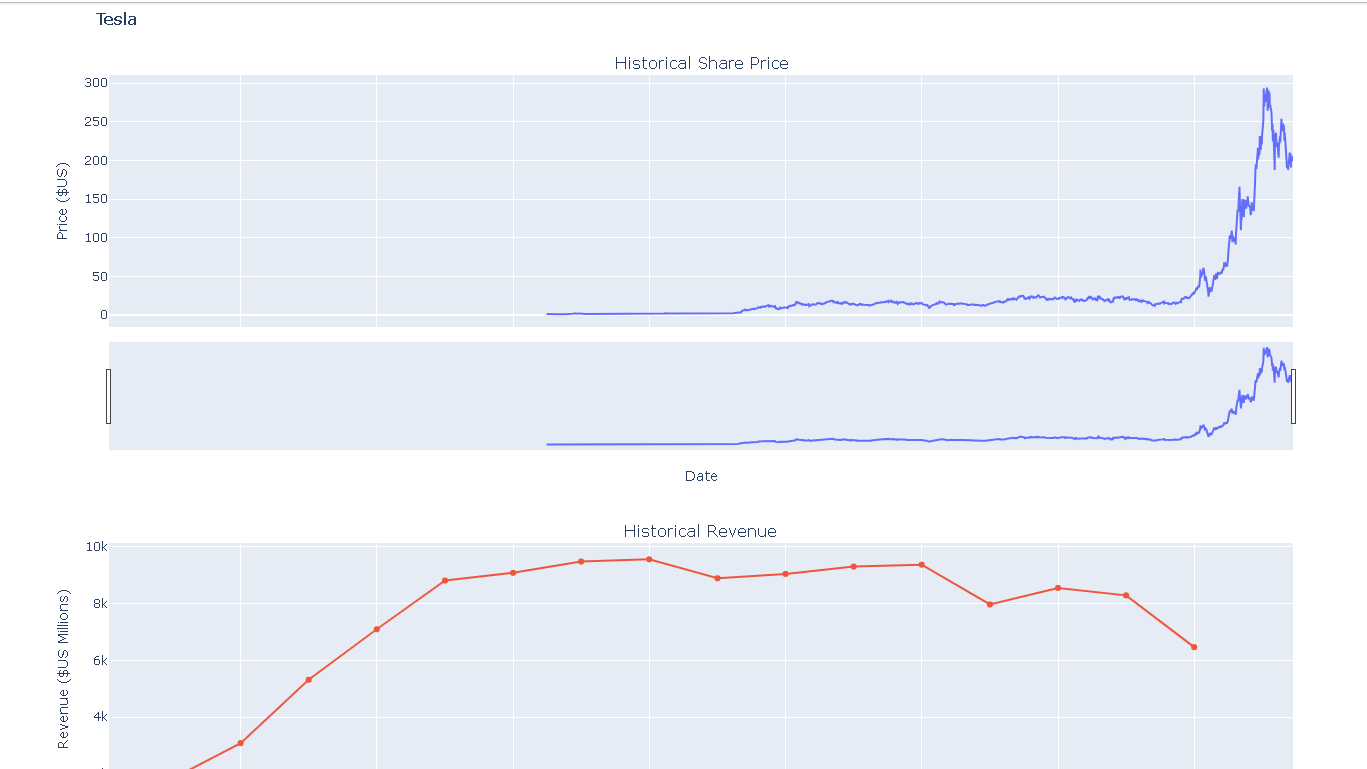 Tesla
Historical Share Price
300
250
200
150
100
50
0
Price ($US)
Date
Historical Revenue
10k
8k
6k
4k
Revenue ($US Millions)